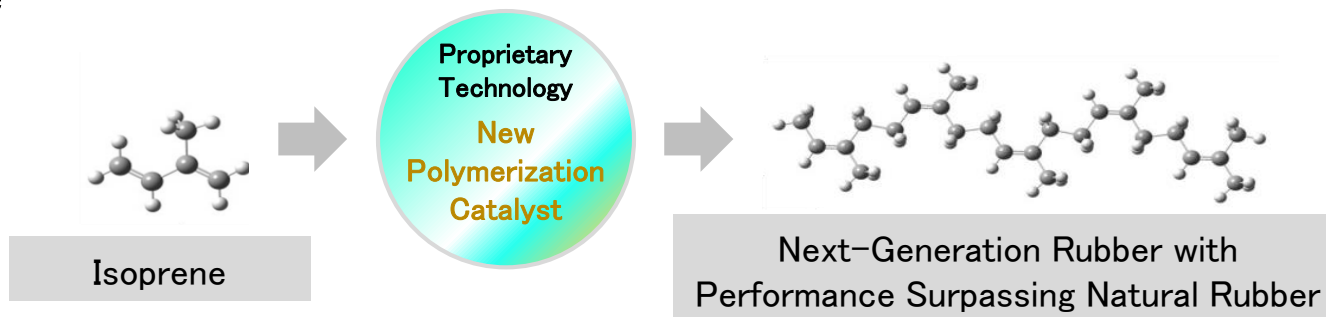 Proprietary
Technology
New
Polymerization
Catalyst
Isoprene
Next-Generation Rubber with
Performance Surpassing Natural Rubber